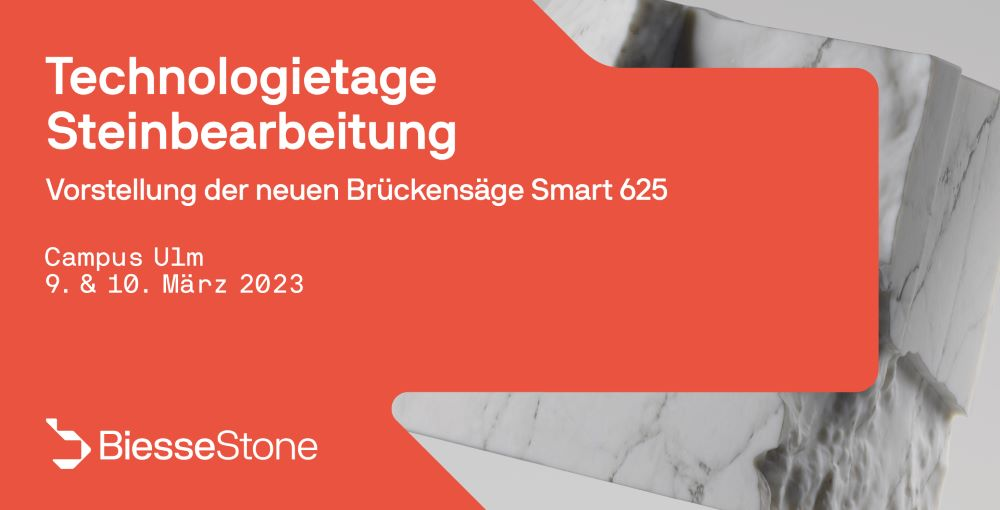 Technologietage
Steinbearbeitung
Vorstellung der neuen Brückensäge Smart 625
Campus Ulm
9. & 10. März 2023
BiesseStone